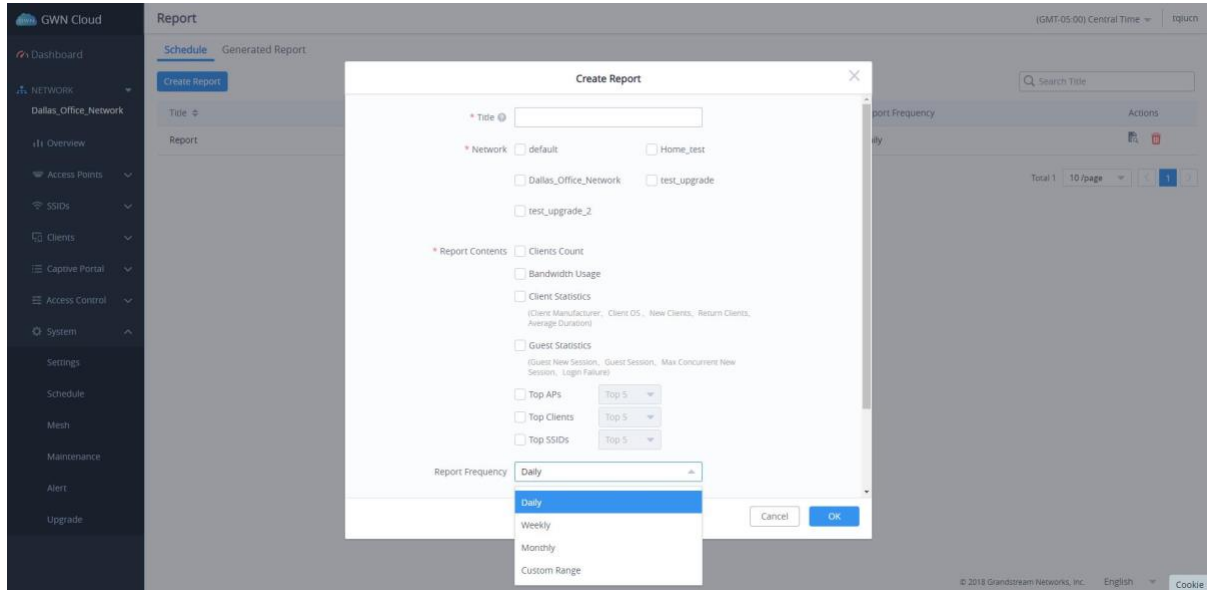 GWN Cloud
Report
(GMT-05:00) Central Time
tqlucn
Dashboard
Schedule Generated Report
NETWORK
Dallas_Office_Network
Create Report
Search Title
Title
port Frequency
Actions
Report
ily
Total 1 10 /page 1
Overview
Access Points
SSIDs
Clients
Captive Portal
Access Control
System
Settings
Schedule
Mesh
Maintenance
Alert
Upgrade
Create Report
* Title
* Network default Home_test
Dallas_Office_Network test_upgrade
test_upgrade_2
* Report Contents Clients Count
Bandwidth Usage
Client Statistics
(Client Manufacturer、Client OS、New Clients、Return Clients、
Average Duration)
Guest Statistics
(Guest New Session、Guest Session、Max Concurrent New
Session、Login Failure)
Top APs Top 5
Top Clients Top 5
Top SSIDs Top 5
Report Frequency Daily
Daily
Weekly
Monthly
Custom Range
Cancel OK
© 2018 Grandstream Networks, Inc. English Cookie